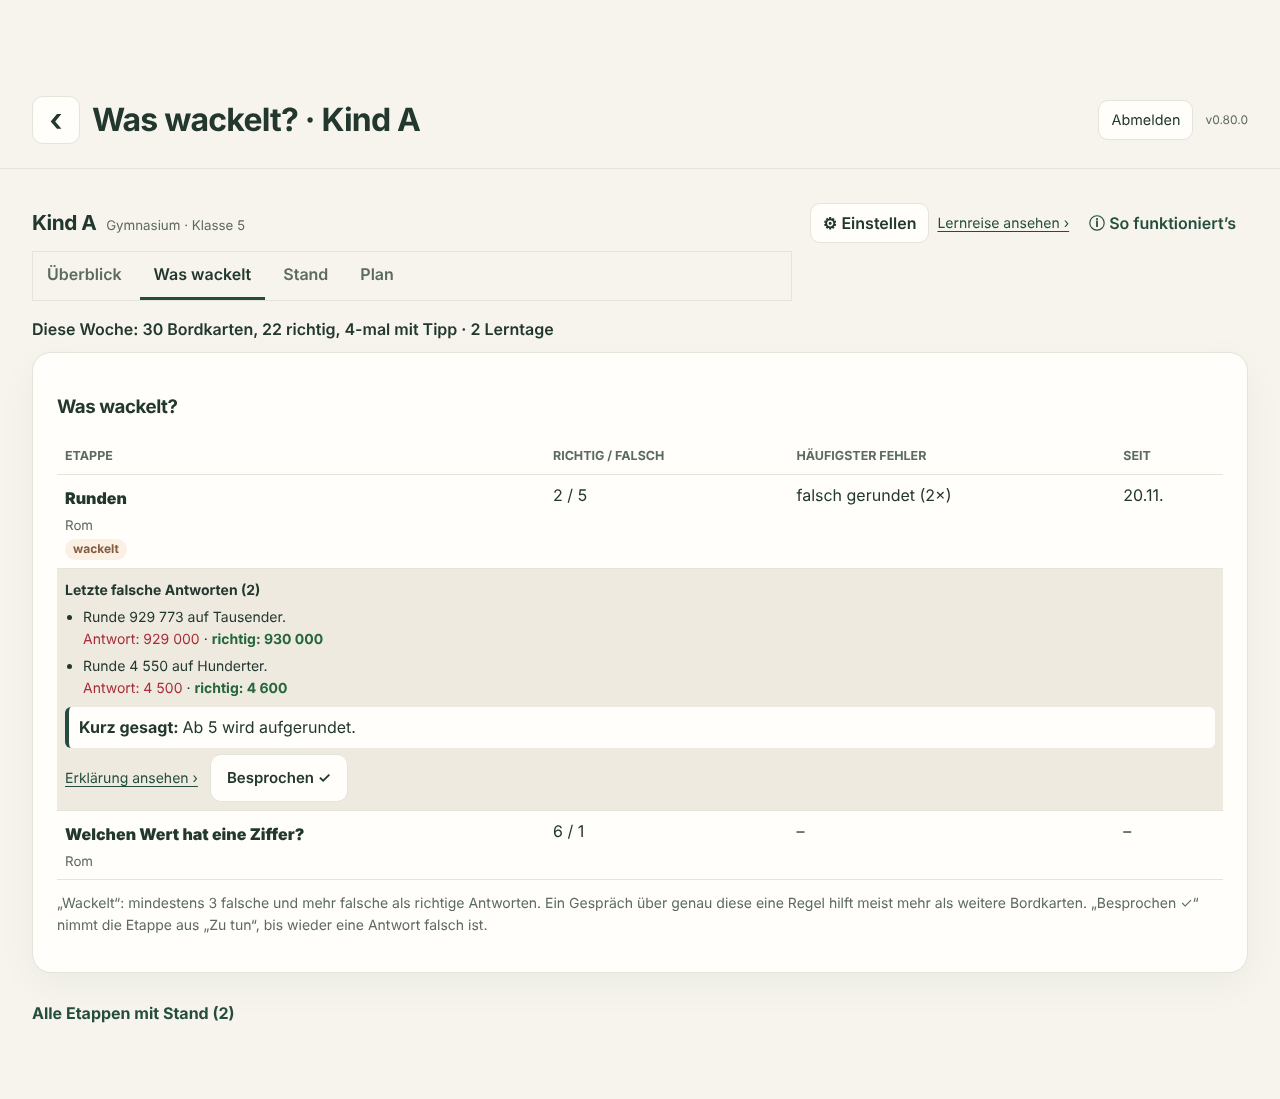 ‹ Was wackelt? · Kind A
Abmelden v0.80.0
Kind A Gymnasium · Klasse 5
⚙ Einstellen Lernreise ansehen › ⓘ So funktioniert’s
Überblick Was wackelt Stand Plan
Diese Woche: 30 Bordkarten, 22 richtig, 4-mal mit Tipp · 2 Lerntage
Was wackelt?
ETAPPE RICHTIG / FALSCH HÄUFIGSTER FEHLER SEIT
Runden 2 / 5 falsch gerundet (2×) 20.11.
Rom
wackelt
Letzte falsche Antworten (2)
• Runde 929 773 auf Tausender.
Antwort: 929 000 · richtig: 930 000
• Runde 4 550 auf Hunderter.
Antwort: 4 500 · richtig: 4 600
Kurz gesagt: Ab 5 wird aufgerundet.
Erklärung ansehen › Besprochen ✓
Welchen Wert hat eine Ziffer? 6 / 1 – –
Rom
„Wackelt“: mindestens 3 falsche und mehr falsche als richtige Antworten. Ein Gespräch über genau diese eine Regel hilft meist mehr als weitere Bordkarten. „Besprochen ✓“
nimmt die Etappe aus „Zu tun“, bis wieder eine Antwort falsch ist.
Alle Etappen mit Stand (2)